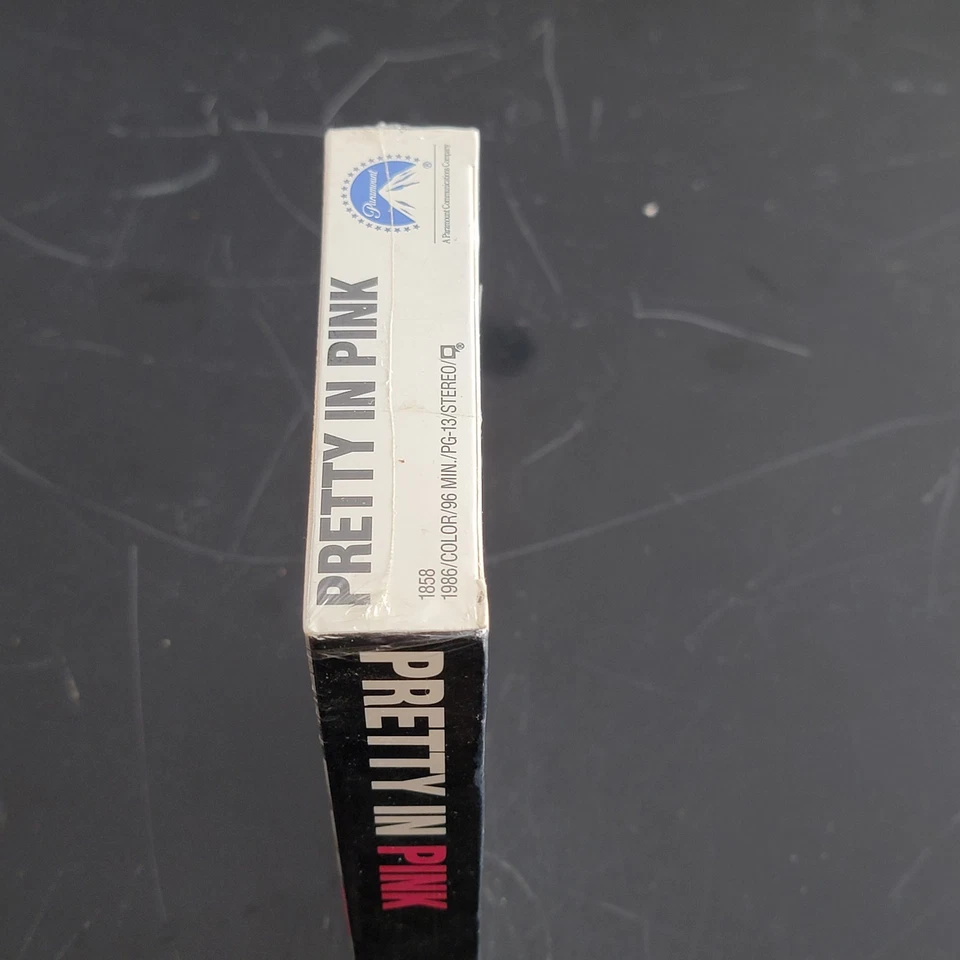 PRETTY IN PINK
1858
1986/COLOR/96 MIN./PG-13/STEREO/
®
Paramount
®
A Paramount Communications Company
PRETTY IN PINK